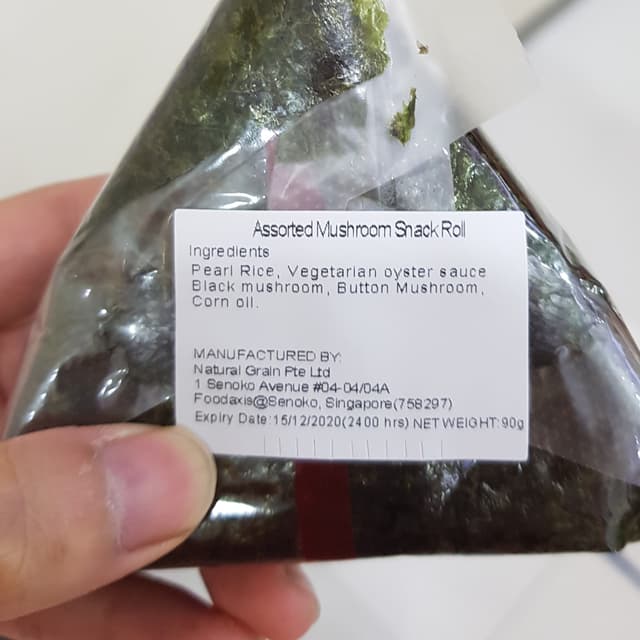 Assorted Mushroom Snack Roll
Ingredients
Pearl Rice, Vegetarian oyster sauce
Black mushroom, Button Mushroom,
Corn oil.
MANUFACTURED BY:
Natural Grain Pte Ltd
1 Senoko Avenue #04-04/04A
Foodaxis@Senoko, Singapore(758297)
Expiry Date:15/12/2020(2400 hrs) NET WEIGHT:90g